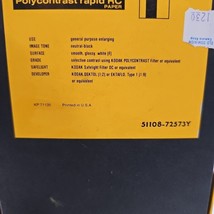 Polycontrast rapid RC
PAPER
USE general purpose enlarging
IMAGE TONE neutral-black
SURFACE smooth, glossy, white (F)
GRADE selective contrast using KODAK POLYCONTRAST Filter or equivalent
SAFELIGHT KODAK Safelight Filter OC or equivalent
DEVELOPER KODAK DEKTOL (1:2) or EKTAFLO, Type 1 (1:9)
or equivalent
Printed in U.S.A.
51108-72573Y